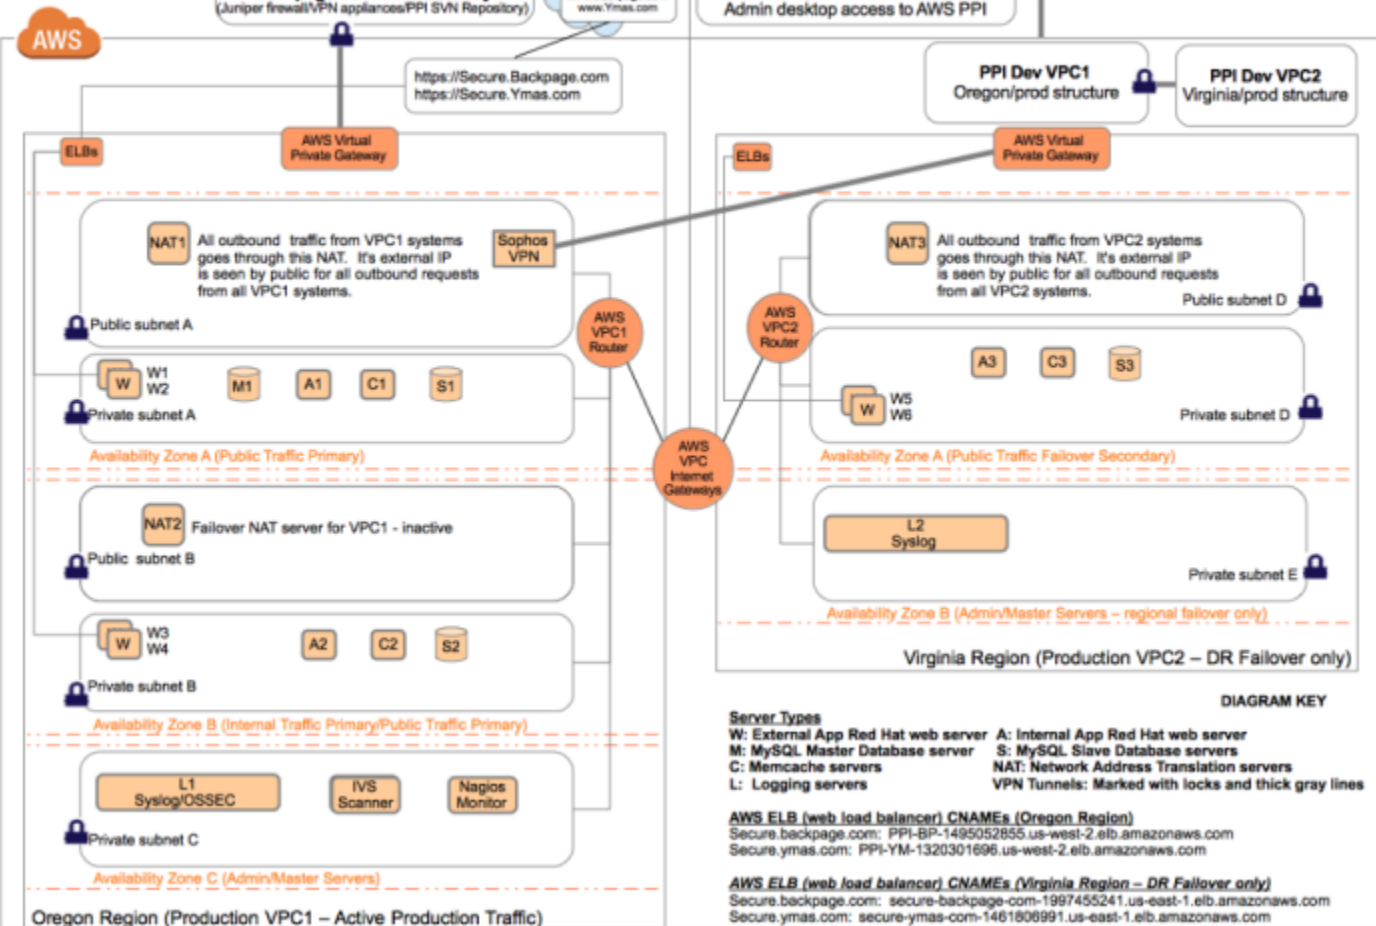 (Juniper firewall/VPN appliances/PPI SVN Repository)
www.Ymas.com
Admin desktop access to AWS PPI
AWS
https://Secure.Backpage.com
https://Secure.Ymas.com
PPI Dev VPC1
Oregon/prod structure
PPI Dev VPC2
Virginia/prod structure
ELBs
AWS Virtual
Private Gateway
ELBs
AWS Virtual
Private Gateway
NAT1
All outbound traffic from VPC1 systems
goes through this NAT. It's external IP
is seen by public for all outbound requests
from all VPC1 systems.
Sophos
VPN
Public subnet A
AWS
VPC1
Router
W
W1
W2
M1
A1
C1
S1
Private subnet A
Availability Zone A (Public Traffic Primary)
NAT2
Failover NAT server for VPC1 - inactive
Public subnet B
W
W3
W4
A2
C2
S2
Private subnet B
Availability Zone B (Internal Traffic Primary/Public Traffic Primary)
L1
Syslog/OSSEC
IVS
Scanner
Nagios
Monitor
Private subnet C
Availability Zone C (Admin/Master Servers)
Oregon Region (Production VPC1 – Active Production Traffic)
AWS
VPC
Internet
Gateways
AWS
VPC2
Router
NAT3
All outbound traffic from VPC2 systems
goes through this NAT. It's external IP
is seen by public for all outbound requests
from all VPC2 systems.
Public subnet D
A3
C3
S3
W
W5
W6
Private subnet D
Availability Zone A (Public Traffic Failover Secondary)
L2
Syslog
Private subnet E
Availability Zone B (Admin/Master Servers – regional failover only)
Virginia Region (Production VPC2 – DR Failover only)
DIAGRAM KEY
Server Types
W: External App Red Hat web server A: Internal App Red Hat web server
M: MySQL Master Database server S: MySQL Slave Database servers
C: Memcache servers NAT: Network Address Translation servers
L: Logging servers VPN Tunnels: Marked with locks and thick gray lines
AWS ELB (web load balancer) CNAMEs (Oregon Region)
Secure.backpage.com: PPI-BP-1495052855.us-west-2.elb.amazonaws.com
Secure.ymas.com: PPI-YM-1320301696.us-west-2.elb.amazonaws.com
AWS ELB (web load balancer) CNAMEs (Virginia Region – DR Failover only)
Secure.backpage.com: secure-backpage-com-1997455241.us-east-1.elb.amazonaws.com
Secure.ymas.com: secure-ymas-com-1461806991.us-east-1.elb.amazonaws.com